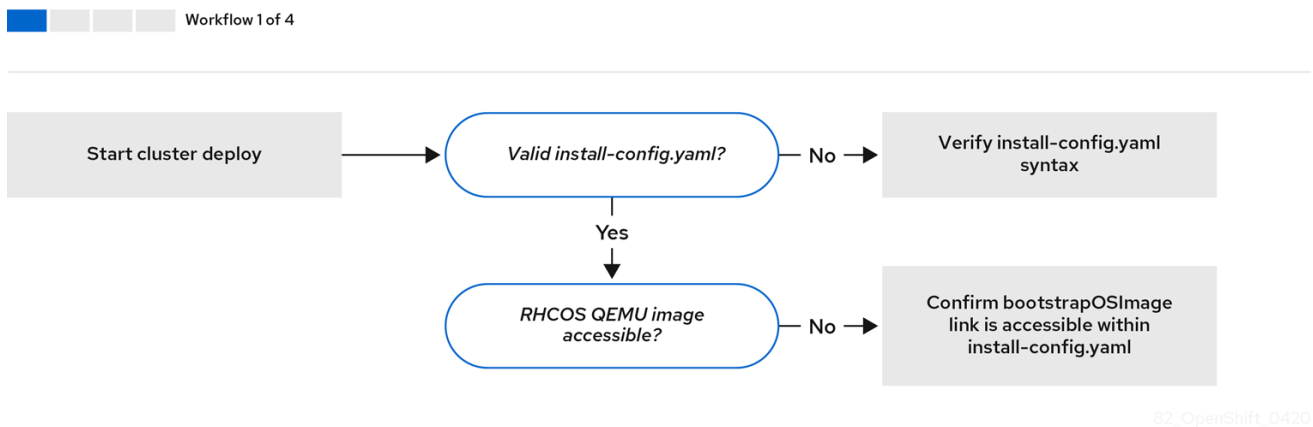 Workflow 1 of 4
Start cluster deploy
Valid install-config.yaml?
No
Verify install-config.yaml
syntax
Yes
RHCOS QEMU image
accessible?
No
Confirm bootstrapOSImage
link is accessible within
install-config.yaml
82_OpenShift_0420